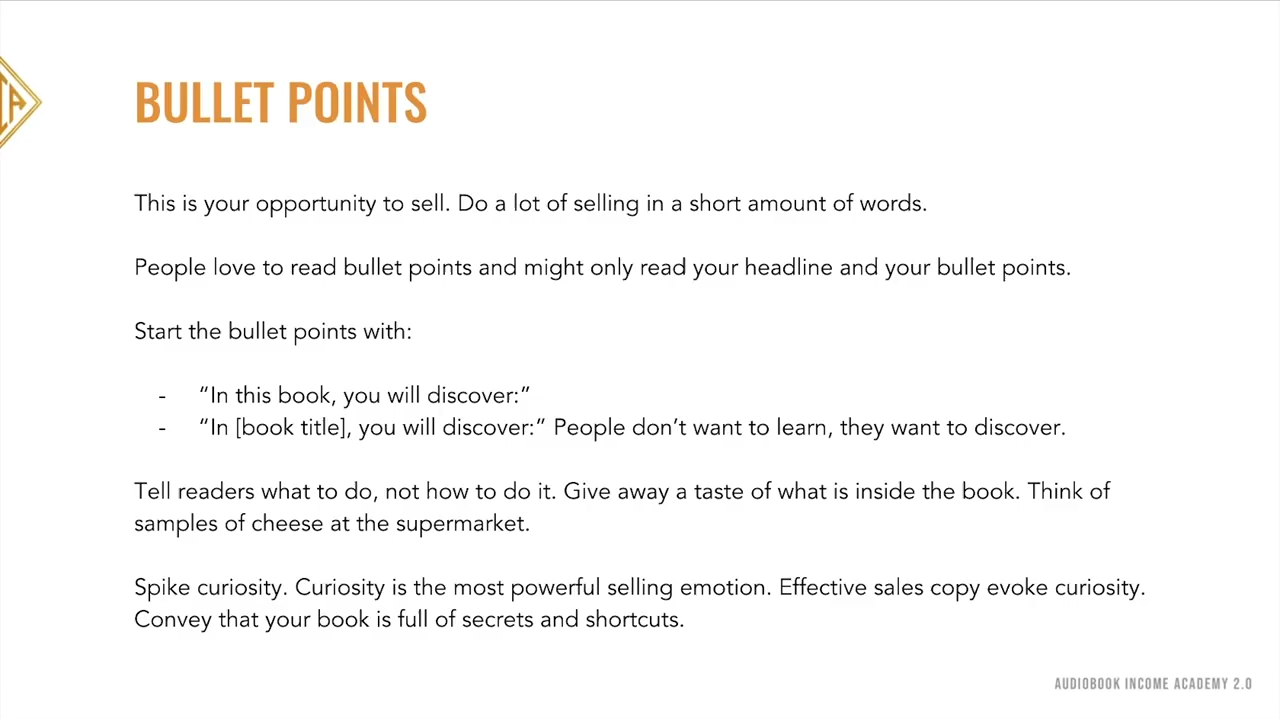 BULLET POINTS
This is your opportunity to sell. Do a lot of selling in a short amount of words.
People love to read bullet points and might only read your headline and your bullet points.
Start the bullet points with:
- “In this book, you will discover:”
- “In [book title], you will discover:” People don’t want to learn, they want to discover.
Tell readers what to do, not how to do it. Give away a taste of what is inside the book. Think of
samples of cheese at the supermarket.
Spike curiosity. Curiosity is the most powerful selling emotion. Effective sales copy evoke curiosity.
Convey that your book is full of secrets and shortcuts.
AUDIOBOOK INCOME ACADEMY 2.0